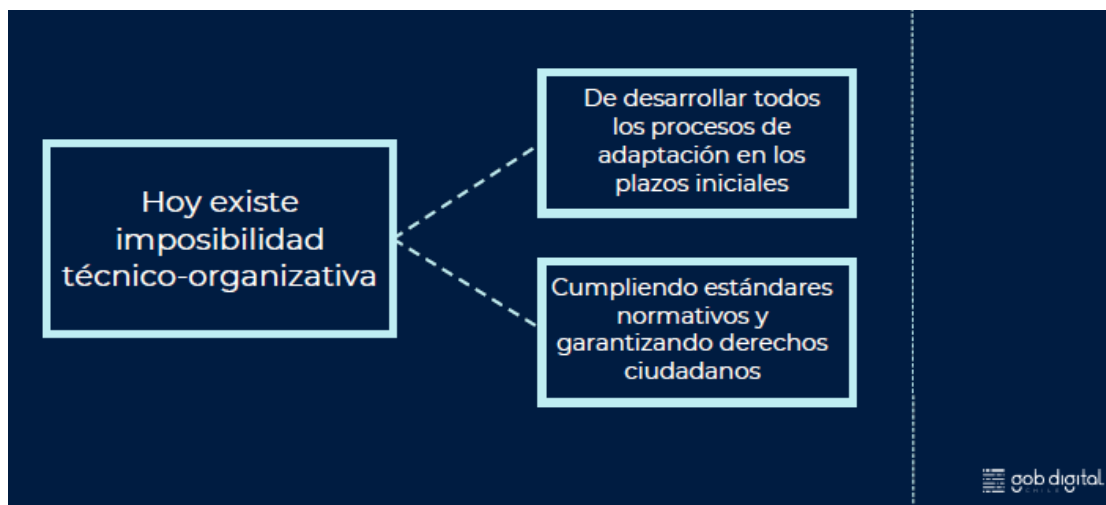 Hoy existe
imposibilidad
técnico-organizativa
De desarrollar todos
los procesos de
adaptación en los
plazos iniciales
Cumpliendo estándares
normativos y
garantizando derechos
ciudadanos
gob digital
CHILE